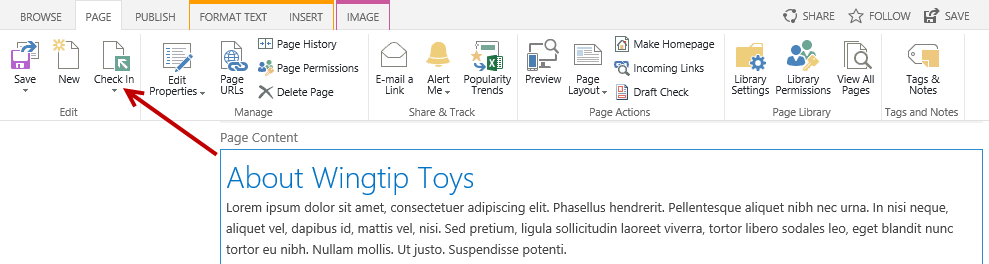 BROWSE PAGE PUBLISH FORMAT TEXT INSERT IMAGE SHARE FOLLOW SAVE
Save
New
Check In
Edit
Edit
Properties
Page
URLs
Page History
Page Permissions
Delete Page
Manage
E-mail a
Link
Alert
Me
Popularity
Trends
Share & Track
Preview
Page
Layout
Make Homepage
Incoming Links
Draft Check
Page Actions
Library
Settings
Library
Permissions
View All
Pages
Page Library
Tags &
Notes
Tags and Notes
Page Content
About Wingtip Toys
Lorem ipsum dolor sit amet, consectetuer adipiscing elit. Phasellus hendrerit. Pellentesque aliquet nibh nec urna. In nisi neque,
aliquet vel, dapibus id, mattis vel, nisi. Sed pretium, ligula sollicitudin laoreet viverra, tortor libero sodales leo, eget blandit nunc
tortor eu nibh. Nullam mollis. Ut justo. Suspendisse potenti.